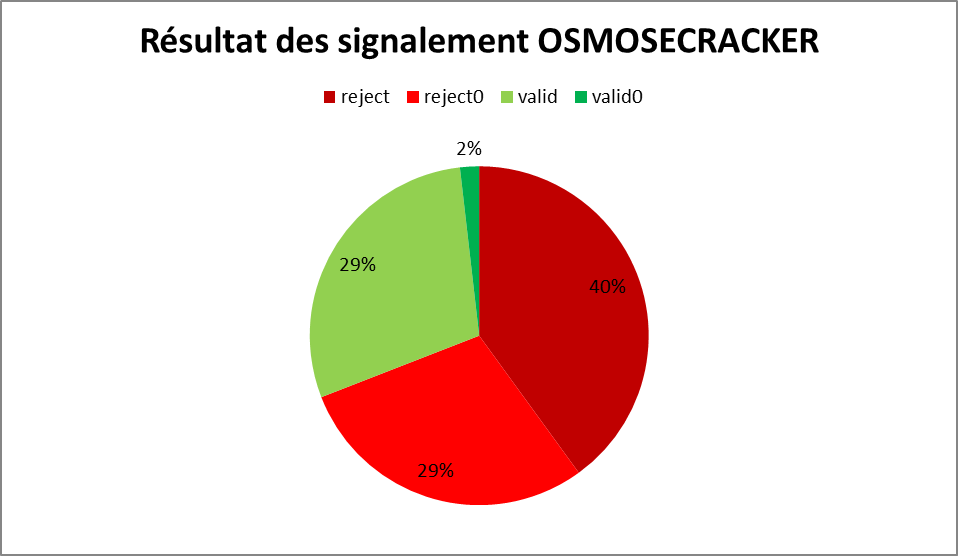 Résultat des signalement OSMOSECRACKER
reject reject0 valid valid0
2%
29%
40%
29%